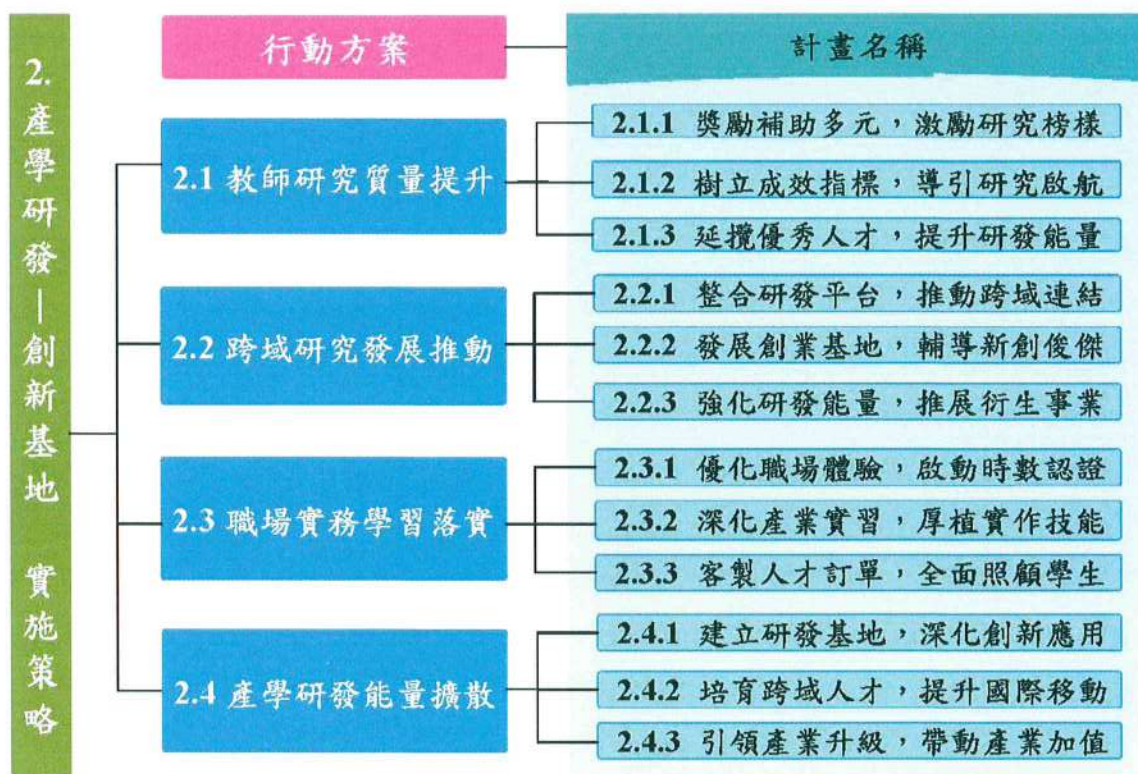 2.產學研發—創新基地 實施策略
行動方案
計畫名稱
2.1 教師研究質量提升
2.1.1 獎勵補助多元，激勵研究榜樣
2.1.2 樹立成效指標，導引研究啟航
2.1.3 延攬優秀人才，提升研發能量
2.2 跨域研究發展推動
2.2.1 整合研發平台，推動跨域連結
2.2.2 發展創業基地，輔導新創俊傑
2.2.3 強化研發能量，推展衍生事業
2.3 職場實務學習落實
2.3.1 優化職場體驗，啟動時數認證
2.3.2 深化產業實習，厚植實作技能
2.3.3 客製人才訂單，全面照顧學生
2.4 產學研發能量擴散
2.4.1 建立研發基地，深化創新應用
2.4.2 培育跨域人才，提升國際移動
2.4.3 引領產業升級，帶動產業加值